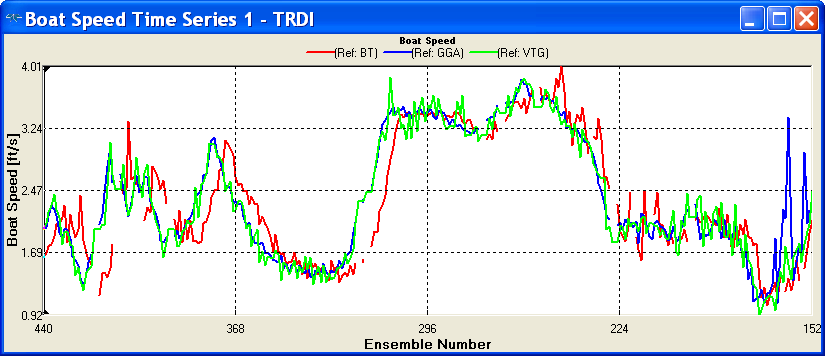 Boat Speed Time Series 1 - TRDI
Boat Speed
(Ref: BT) (Ref: GGA) (Ref: VTG)
4.01
3.24
2.47
1.69
0.92
Boat Speed [ft/s]
440 368 296 224 152
Ensemble Number